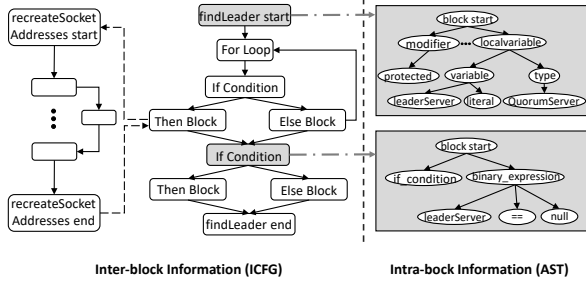 recreateSocket
Addresses start
recreateSocket
Addresses end
findLeader start
For Loop
If Condition
Then Block
Else Block
If Condition
Then Block
Else Block
findLeader end
block start
modifier
localvariable
protected
variable
type
leaderServer
literal
QuorumServer
block start
if_condition
binary_expression
leaderServer
==
null
Inter-block Information (ICFG)
Intra-bock Information (AST)